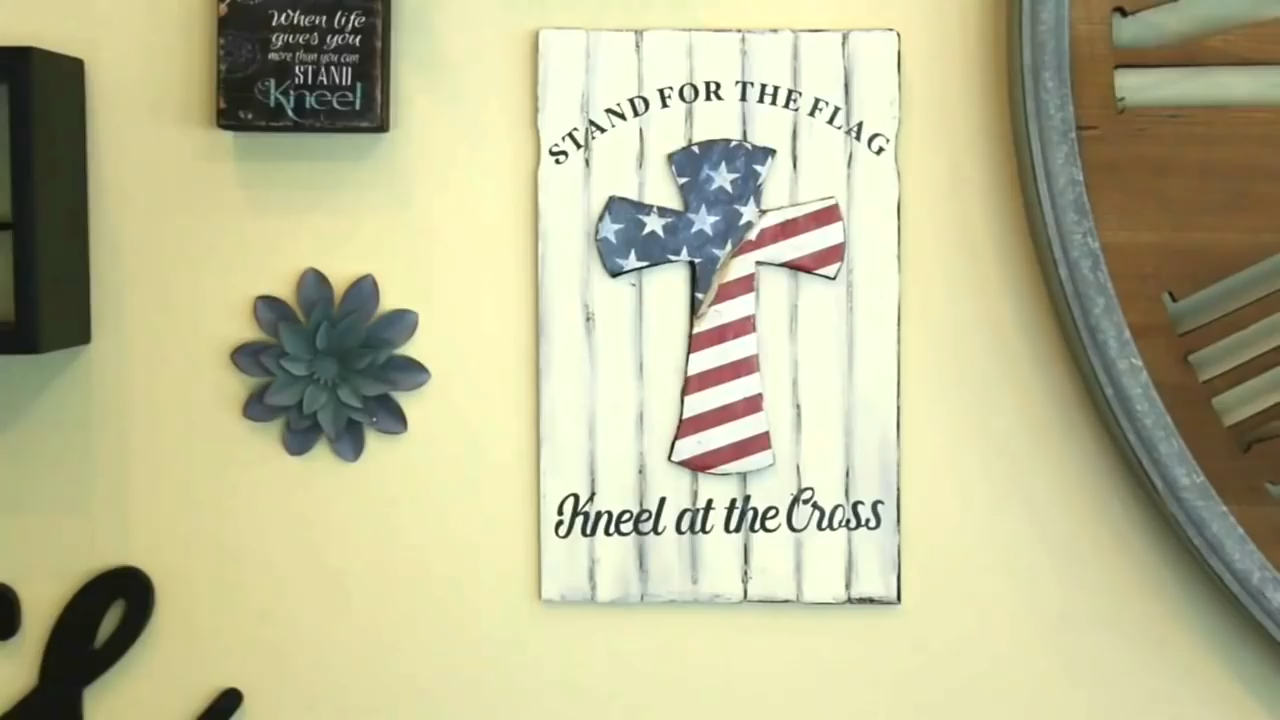 When life
gives you
more than you can
STAND
Kneel
STAND FOR THE FLAG
Kneel at the Cross